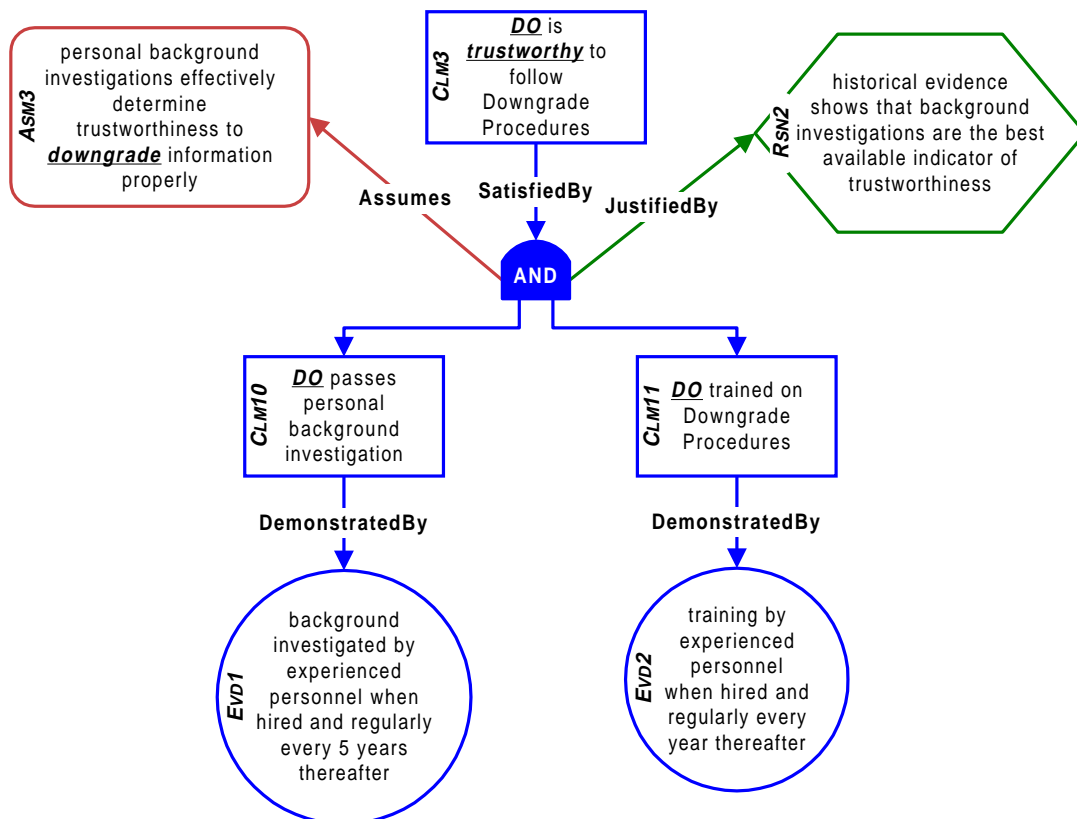 ASM3
personal background
investigations effectively
determine
trustworthiness to
downgrade information
properly
CLM3
DO is
trustworthy to
follow
Downgrade
Procedures
RSN2
historical evidence
shows that background
investigations are the best
available indicator of
trustworthiness
Assumes
SatisfiedBy
JustifiedBy
AND
CLM10
DO passes
personal
background
investigation
CLM11
DO trained on
Downgrade
Procedures
DemonstratedBy
DemonstratedBy
EVD1
background
investigated by
experienced
personnel when
hired and regularly
every 5 years
thereafter
EVD2
training by
experienced
personnel
when hired and
regularly every
year thereafter